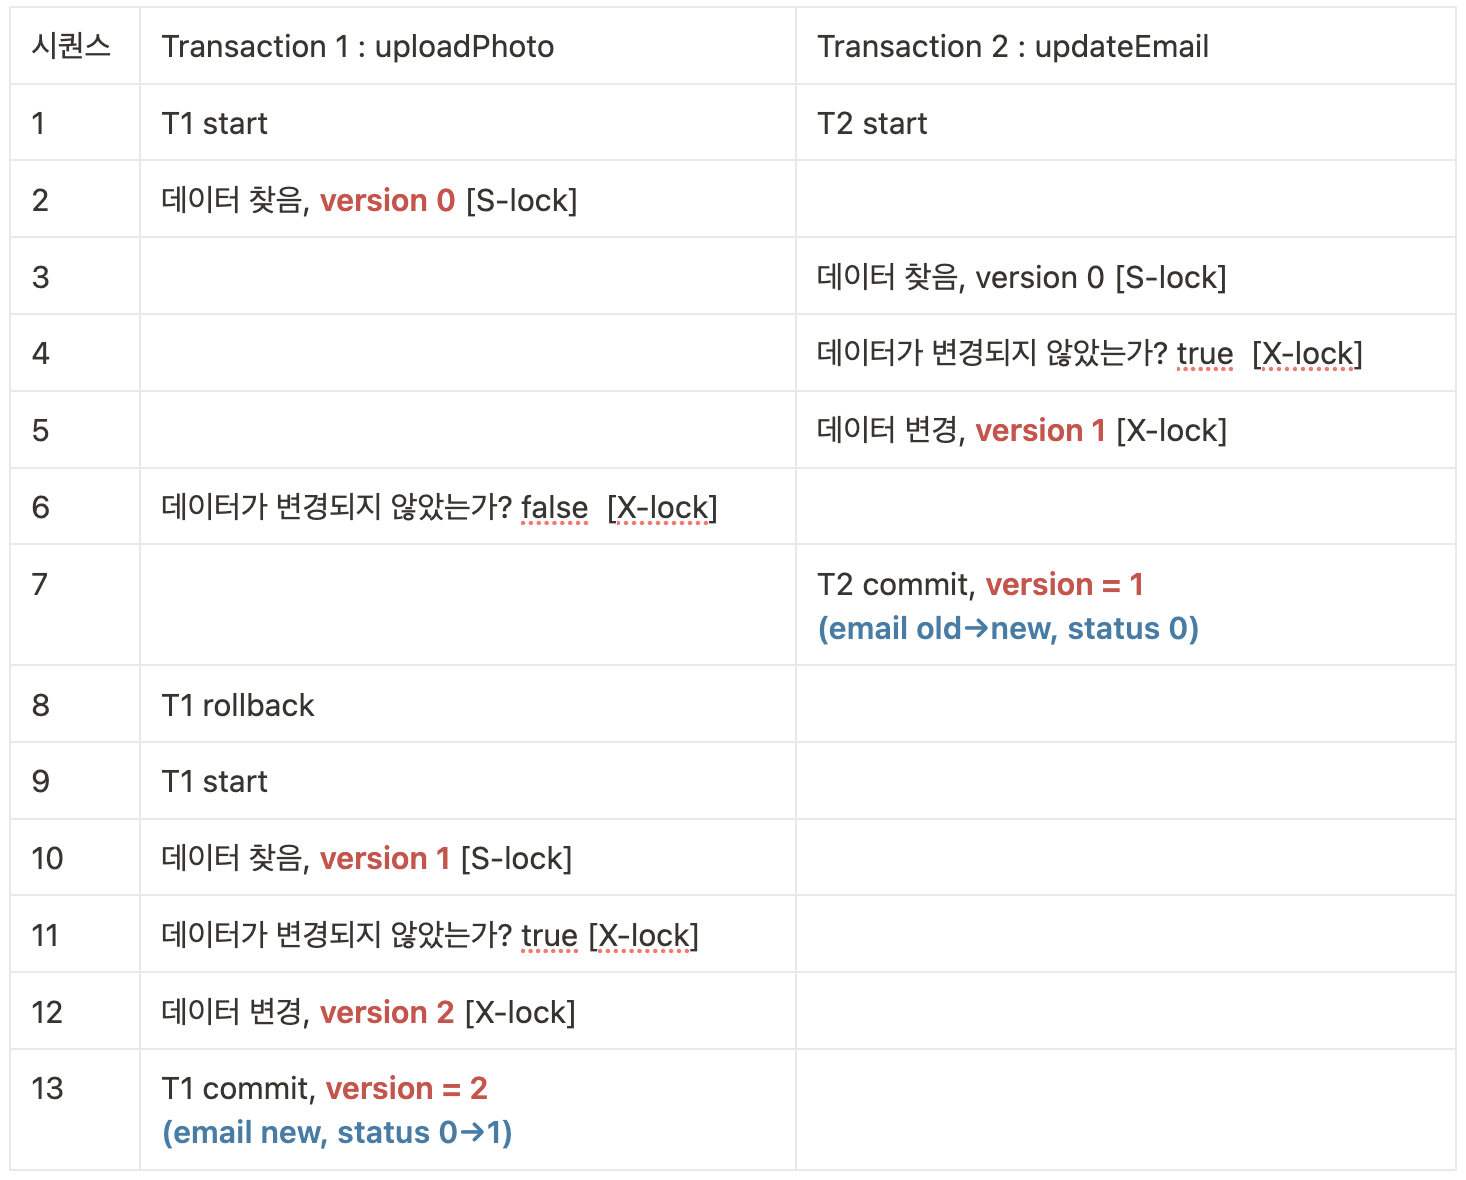 시퀀스 Transaction 1 : uploadPhoto Transaction 2 : updateEmail
1 T1 start T2 start
2 데이터 찾음, version 0 [S-lock]
3 데이터 찾음, version 0 [S-lock]
4 데이터가 변경되지 않았는가? true [X-lock]
5 데이터 변경, version 1 [X-lock]
6 데이터가 변경되지 않았는가? false [X-lock]
7 T2 commit, version = 1
(email old→new, status 0)
8 T1 rollback
9 T1 start
10 데이터 찾음, version 1 [S-lock]
11 데이터가 변경되지 않았는가? true [X-lock]
12 데이터 변경, version 2 [X-lock]
13 T1 commit, version = 2
(email new, status 0→1)